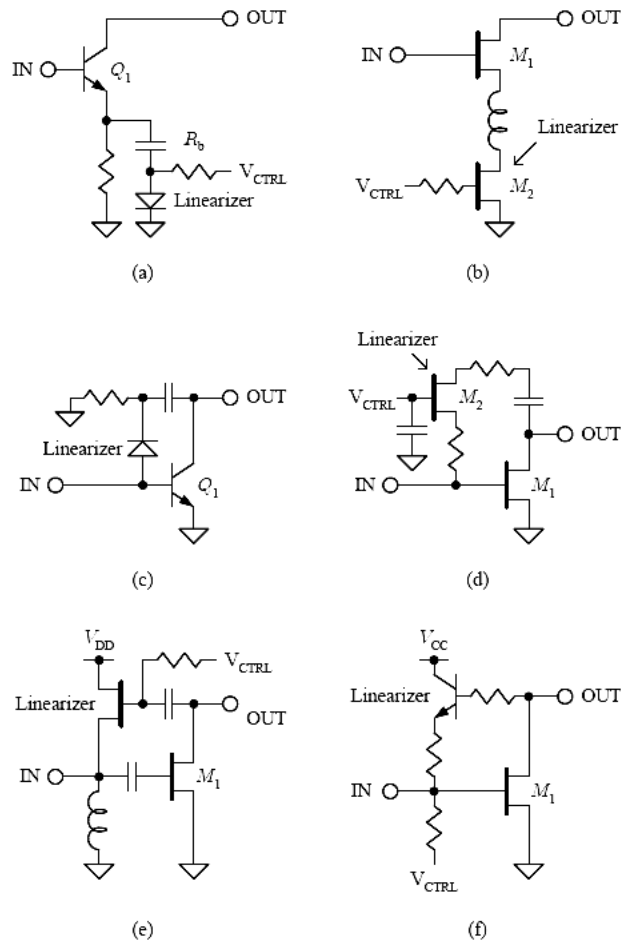 OUT
IN
Q1
Rb
VCTRL
Linearizer
(a)
OUT
IN
M1
Linearizer
VCTRL
M2
(b)
OUT
Linearizer
IN
Q1
(c)
Linearizer
VCTRL
M2
OUT
IN
M1
(d)
VDD
VCTRL
Linearizer
OUT
IN
M1
(e)
VCC
Linearizer
OUT
IN
M1
VCTRL
(f)